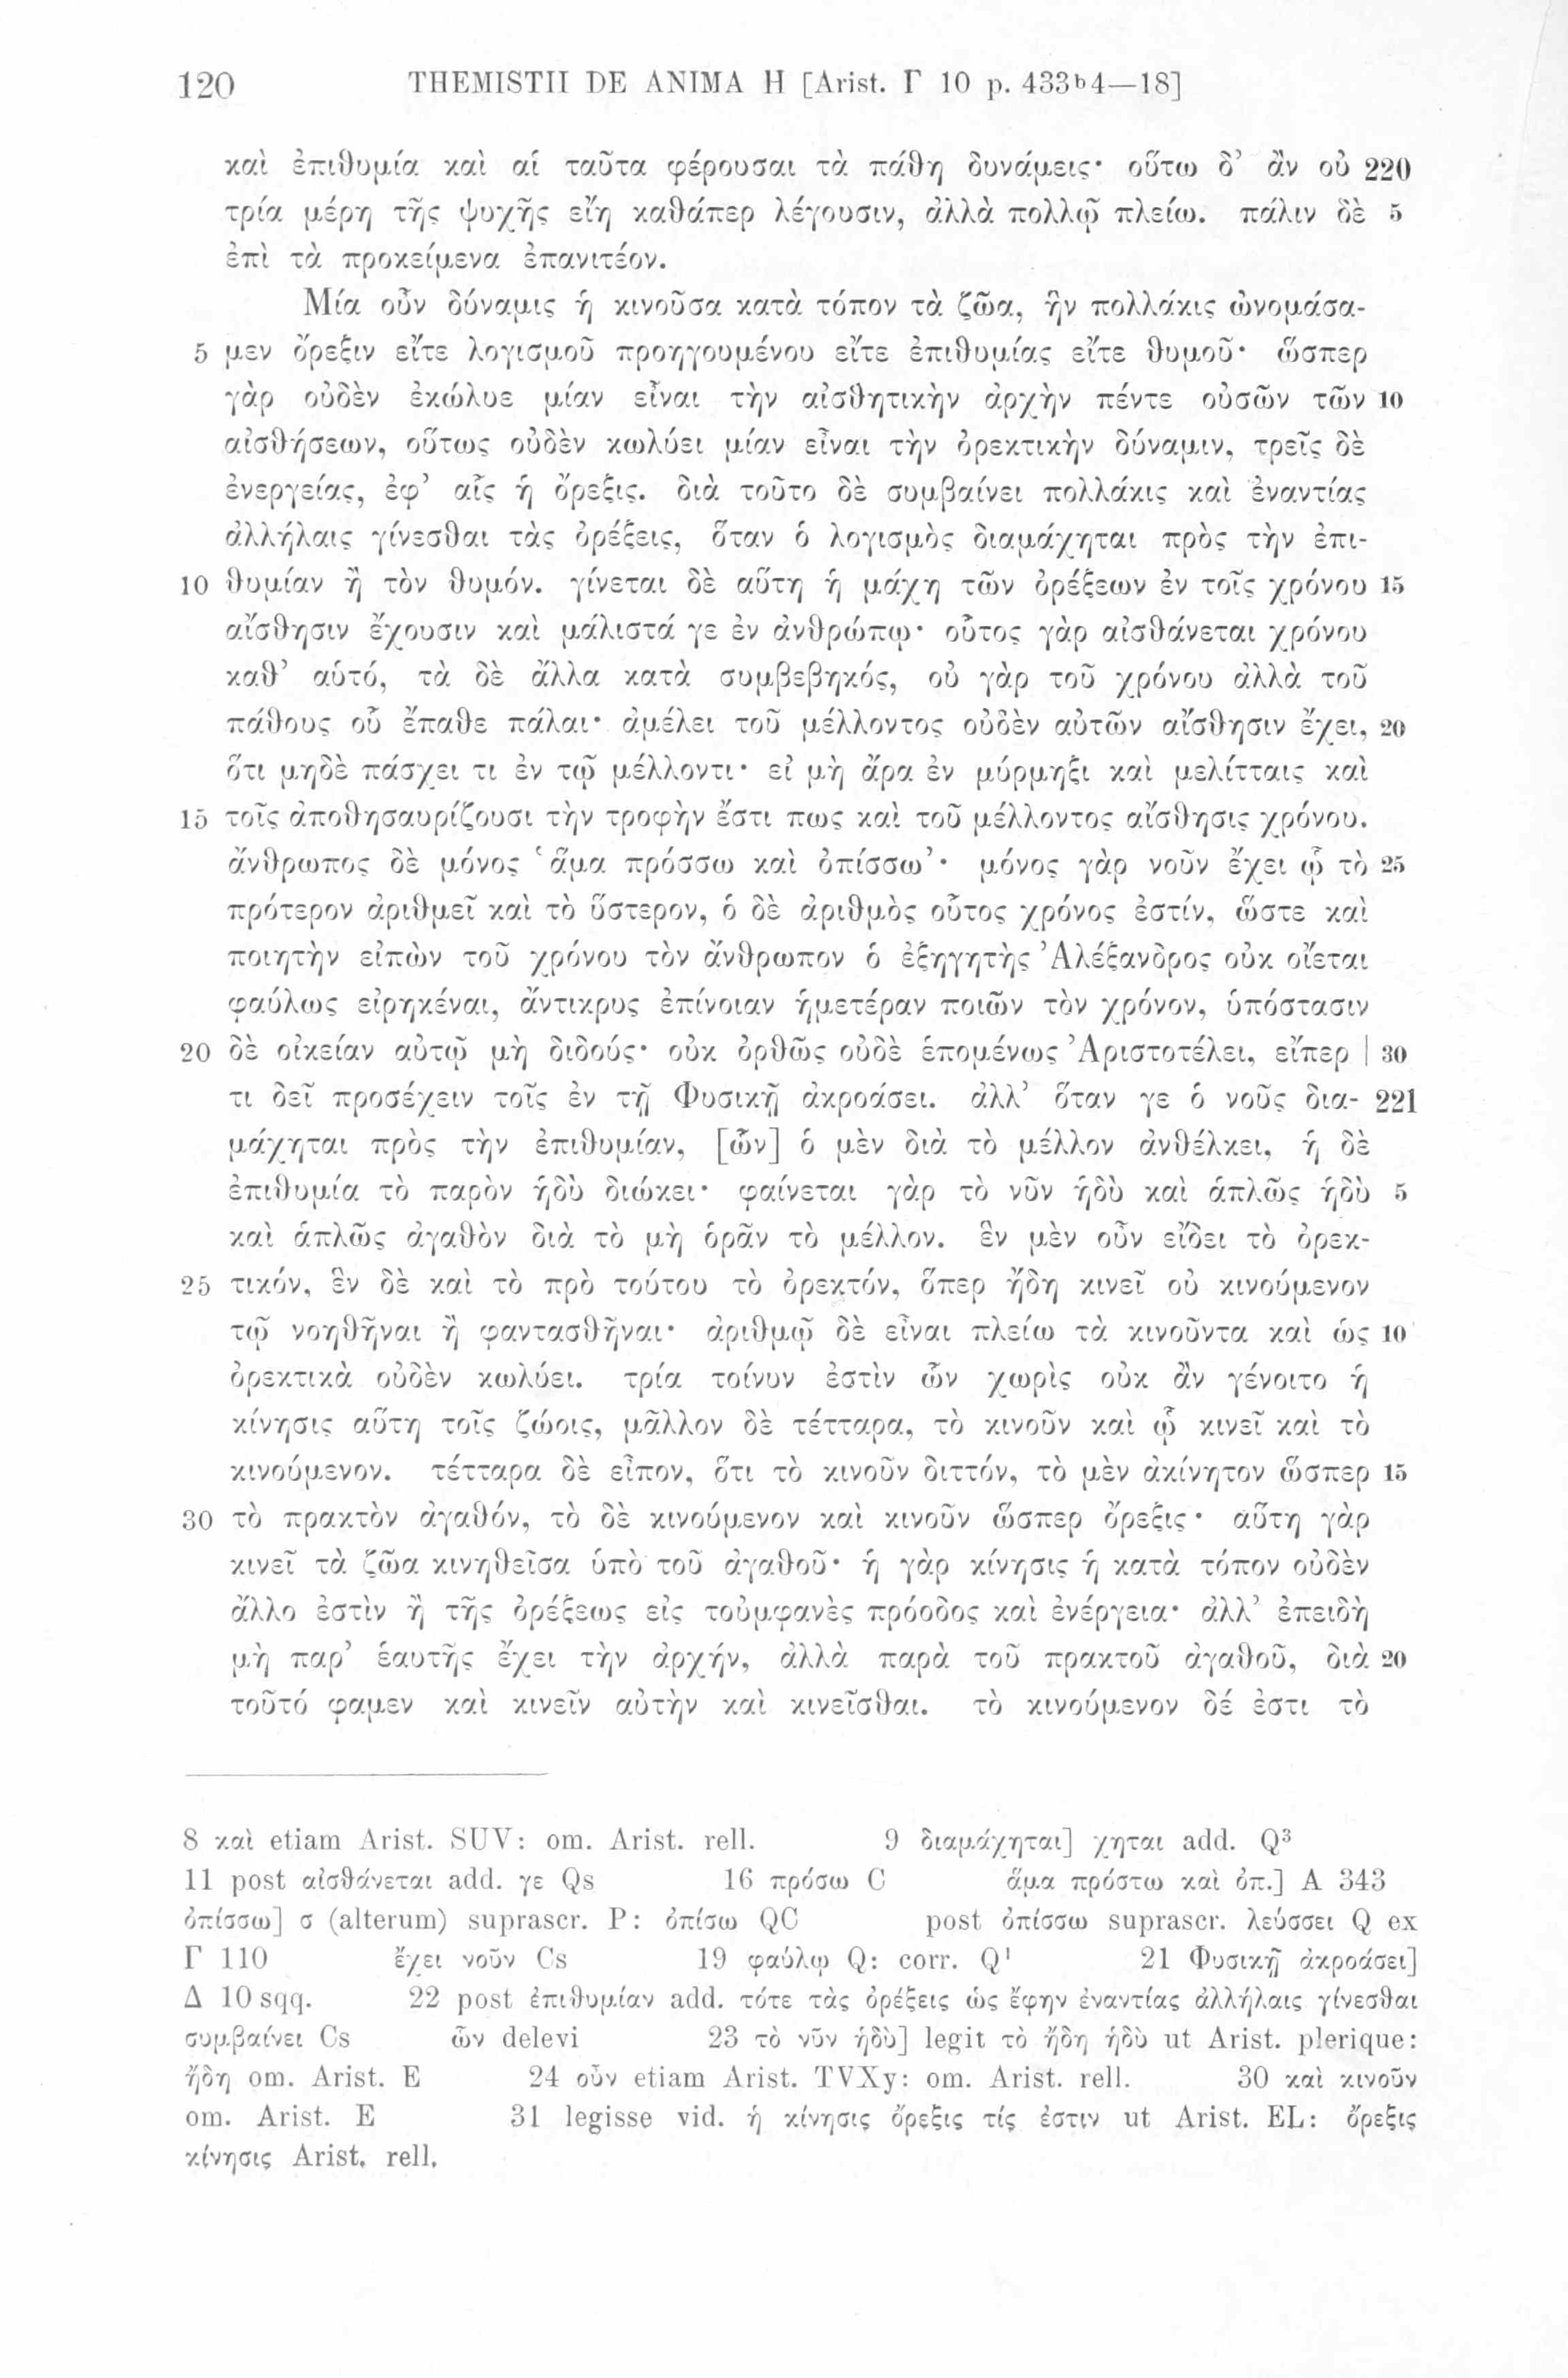 120 THEMISTII DE ANIMA H [Arist. Γ 10 p. 433b4—18]
καὶ ἐπιθυμία καὶ αἱ ταῦτα φέρουσαι τὰ πάθη δυνάμεις· οὕτω δ’ ἂν οὐ 220
τρία μέρη τῆς ψυχῆς εἴη καθάπερ λέγουσιν, ἀλλὰ πολλῷ πλείω. πάλιν δὲ 5
ἐπὶ τὰ προκείμενα ἐπανιτέον.
Μία οὖν δύναμις ἡ κινοῦσα κατὰ τόπον τὰ ζῶα, ἣν πολλάκις ὠνομάσα-
5 μεν ὄρεξιν εἴτε λογισμοῦ προηγουμένου εἴτε ἐπιθυμίας εἴτε θυμοῦ· ὥσπερ
γὰρ οὐδὲν ἐκώλυε μίαν εἶναι τὴν αἰσθητικὴν ἀρχὴν πέντε οὐσῶν τῶν 10
αἰσθήσεων, οὕτως οὐδὲν κωλύει μίαν εἶναι τὴν ὀρεκτικὴν δύναμιν, τρεῖς δὲ
ἐνεργείας, ἐφ’ αἷς ἡ ὄρεξις. διὰ τοῦτο δὲ συμβαίνει πολλάκις καὶ ἐναντίας
ἀλλήλαις γίνεσθαι τὰς ὀρέξεις, ὅταν ὁ λογισμὸς διαμάχηται πρὸς τὴν ἐπι-
10 θυμίαν ἢ τὸν θυμόν. γίνεται δὲ αὕτη ἡ μάχη τῶν ὀρέξεων ἐν τοῖς χρόνου 15
αἴσθησιν ἔχουσιν καὶ μάλιστά γε ἐν ἀνθρώπῳ· οὗτος γὰρ αἰσθάνεται χρόνου
καθ’ αὑτό, τὰ δὲ ἄλλα κατὰ συμβεβηκός, οὐ γὰρ τοῦ χρόνου ἀλλὰ τοῦ
πάθους οὗ ἔπαθε πάλαι· ἀμέλει τοῦ μέλλοντος οὐδὲν αὐτῶν αἴσθησιν ἔχει, 20
ὅτι μηδὲ πάσχει τι ἐν τῷ μέλλοντι· εἰ μὴ ἄρα ἐν μύρμηξι καὶ μελίτταις καὶ
15 τοῖς ἀποθησαυρίζουσι τὴν τροφὴν ἔστι πως καὶ τοῦ μέλλοντος αἴσθησις χρόνου.
ἄνθρωπος δὲ μόνος ‘ἅμα πρόσσω καὶ ὀπίσσω’· μόνος γὰρ νοῦν ἔχει ᾧ τὸ 25
πρότερον ἀριθμεῖ καὶ τὸ ὕστερον, ὁ δὲ ἀριθμὸς οὗτος χρόνος ἐστίν, ὥστε καὶ
ποιητὴν εἰπὼν τοῦ χρόνου τὸν ἄνθρωπον ὁ ἐξηγητὴς Ἀλέξανδρος οὐκ οἴεται
φαύλως εἰρηκέναι, ἄντικρυς ἐπίνοιαν ἡμετέραν ποιῶν τὸν χρόνον, ὑπόστασιν
20 δὲ οἰκείαν αὐτῷ μὴ διδούς· οὐκ ὀρθῶς οὐδὲ ἑπομένως Ἀριστοτέλει, εἴπερ | 30
τι δεῖ προσέχειν τοῖς ἐν τῇ Φυσικῇ ἀκροάσει. ἀλλ’ ὅταν γε ὁ νοῦς δια- 221
μάχηται πρὸς τὴν ἐπιθυμίαν, [ὧν] ὁ μὲν διὰ τὸ μέλλον ἀνθέλκει, ἡ δὲ
ἐπιθυμία τὸ παρὸν ἡδὺ διώκει· φαίνεται γὰρ τὸ νῦν ἡδὺ καὶ ἁπλῶς ἡδὺ 5
καὶ ἁπλῶς ἀγαθὸν διὰ τὸ μὴ ὁρᾶν τὸ μέλλον. ἓν μὲν οὖν εἴδει τὸ ὀρεκ-
25 τικόν, ἓν δὲ καὶ τὸ πρὸ τούτου τὸ ὀρεκτόν, ὅπερ ἤδη κινεῖ οὐ κινούμενον
τῷ νοηθῆναι ἢ φαντασθῆναι· ἀριθμῷ δὲ εἶναι πλείω τὰ κινοῦντα καὶ ὡς 10
ὀρεκτικὰ οὐδὲν κωλύει. τρία τοίνυν ἐστὶν ὧν χωρὶς οὐκ ἂν γένοιτο ἡ
κίνησις αὕτη τοῖς ζώοις, μᾶλλον δὲ τέτταρα, τὸ κινοῦν καὶ ᾧ κινεῖ καὶ τὸ
κινούμενον. τέτταρα δὲ εἶπον, ὅτι τὸ κινοῦν διττόν, τὸ μὲν ἀκίνητον ὥσπερ 15
30 τὸ πρακτὸν ἀγαθόν, τὸ δὲ κινούμενον καὶ κινοῦν ὥσπερ ὄρεξις· αὕτη γὰρ
κινεῖ τὰ ζῶα κινηθεῖσα ὑπὸ τοῦ ἀγαθοῦ· ἡ γὰρ κίνησις ἡ κατὰ τόπον οὐδὲν
ἄλλο ἐστὶν ἢ τῆς ὀρέξεως εἰς τοὐμφανὲς πρόοδος καὶ ἐνέργεια· ἀλλ’ ἐπειδὴ
μὴ παρ’ ἑαυτῆς ἔχει τὴν ἀρχήν, ἀλλὰ παρὰ τοῦ πρακτοῦ ἀγαθοῦ, διὰ 20
τοῦτό φαμεν καὶ κινεῖν αὐτὴν καὶ κινεῖσθαι. τὸ κινούμενον δέ ἐστι τὸ
8 καὶ etiam Arist. SUV: om. Arist. rell. 9 διαμάχηται] χηται add. Q³
11 post αἰσθάνεται add. γε Qs 16 πρόσω C ἅμα πρόστω καὶ ὀπ.] Α 343
ὀπίσσω] σ (alterum) suprascr. P: ὀπίσω QC post ὀπίσσω suprascr. λεύσσει Q ex
Γ 110 ἔχει νοῦν Cs 19 φαύλῳ Q: corr. Q¹ 21 Φυσικῇ ἀκροάσει]
Δ 10 sqq. 22 post ἐπιθυμίαν add. τότε τὰς ὀρέξεις ὡς ἔφην ἐναντίας ἀλλήλαις γίνεσθαι
συμβαίνει Cs ὧν delevi 23 τὸ νῦν ἡδὺ] legit τὸ ἤδη ἡδὺ ut Arist. plerique:
ἤδη om. Arist. E 24 οὖν etiam Arist. TVXy: om. Arist. rell. 30 καὶ κινοῦν
om. Arist. E 31 legisse vid. ἡ κίνησις ὄρεξις τίς ἐστιν ut Arist. EL: ὄρεξις
κίνησις Arist. rell.